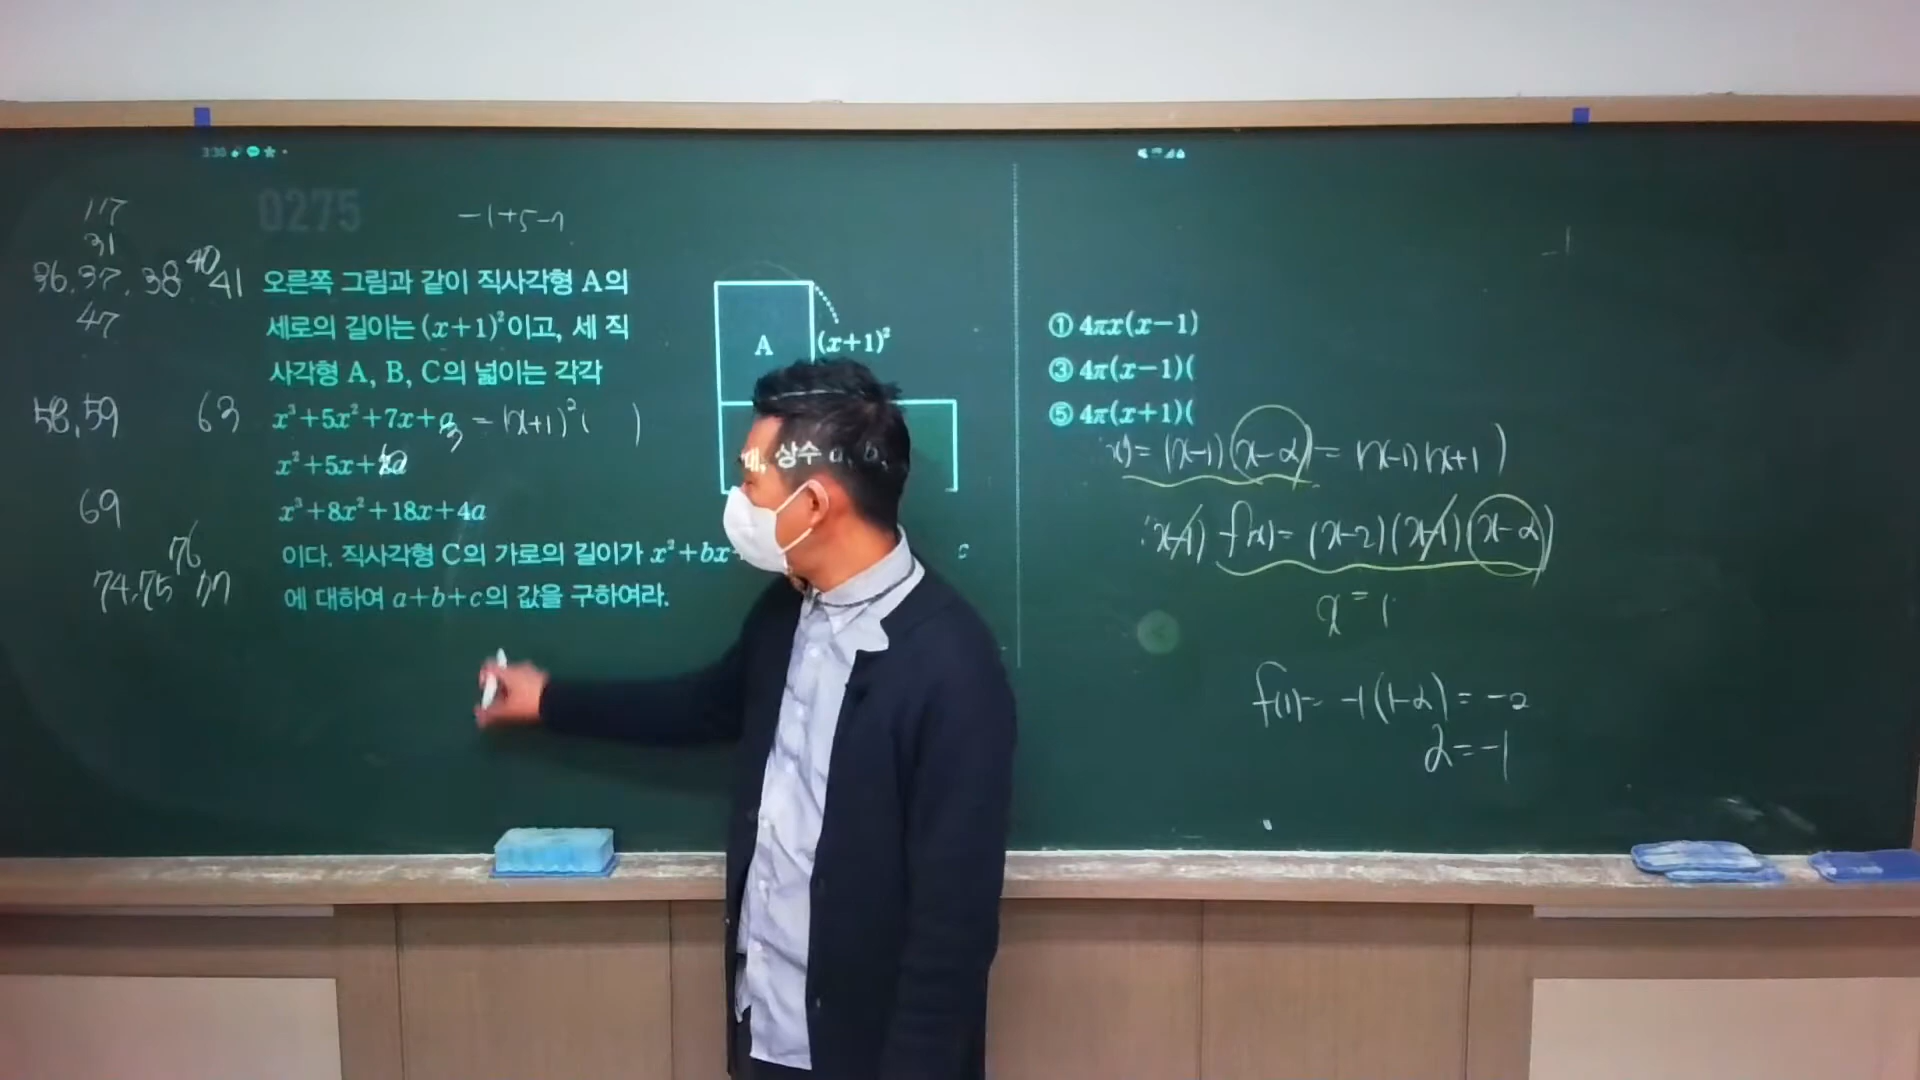 3:30
0275
-1+5-7
117
31
36, 37, 38 40 41
47
58, 59 63
69
76
74, 75 77
오른쪽 그림과 같이 직사각형 A의
세로의 길이는 (x+1)²이고, 세 직
사각형 A, B, C의 넓이는 각각
x³+5x²+7x+a 3 = (x+1)²( )
x²+5x+2a
x³+8x²+18x+4a
이다. 직사각형 C의 가로의 길이가 x²+bx
때, 상수 a, b,
c
에 대하여 a+b+c의 값을 구하여라.
A
(x+1)²
① 4πx(x-1)
③ 4π(x-1)(
⑤ 4π(x+1)(
-1
x)= (x-1)(x-α) = (x-1)(x+1)
(x-1) f(x)= (x-2)(x-1)(x-α)
x=1
f(1)= -1(1-α)= -2
α=-1